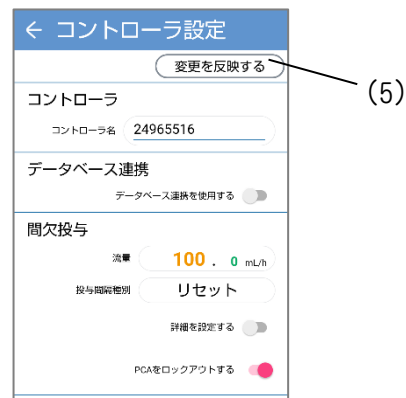 ← コントローラ設定
変更を反映する
(5)
コントローラ
コントローラ名 24965516
データベース連携
データベース連携を使用する
間欠投与
流量 100 . 0 mL/h
投与間隔種別 リセット
詳細を設定する
PCAをロックアウトする